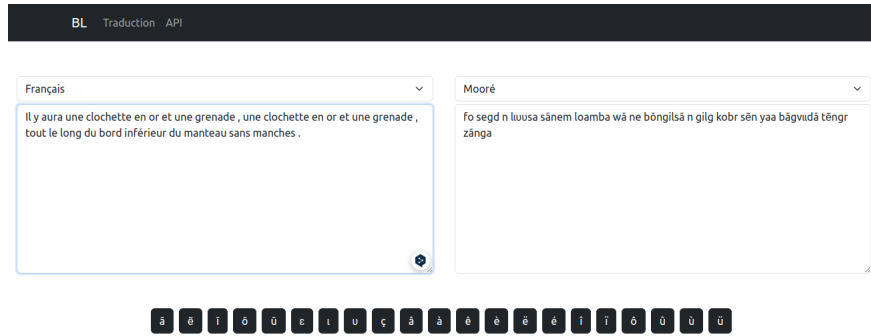 BL Traduction API
Français
Mooré
Il y aura une clochette en or et une grenade , une clochette en or et une grenade ,
tout le long du bord inférieur du manteau sans manches .
fo segd n lʋʋsa sãnem loamba wã ne bõngilsã n gilg kobr sẽn yaa bãgvɩɩdã tẽngr
zãnga
ã ẽ ĩ õ ũ ɛ ɩ ʋ ç â à ê è ë é î ï ô û ù ü